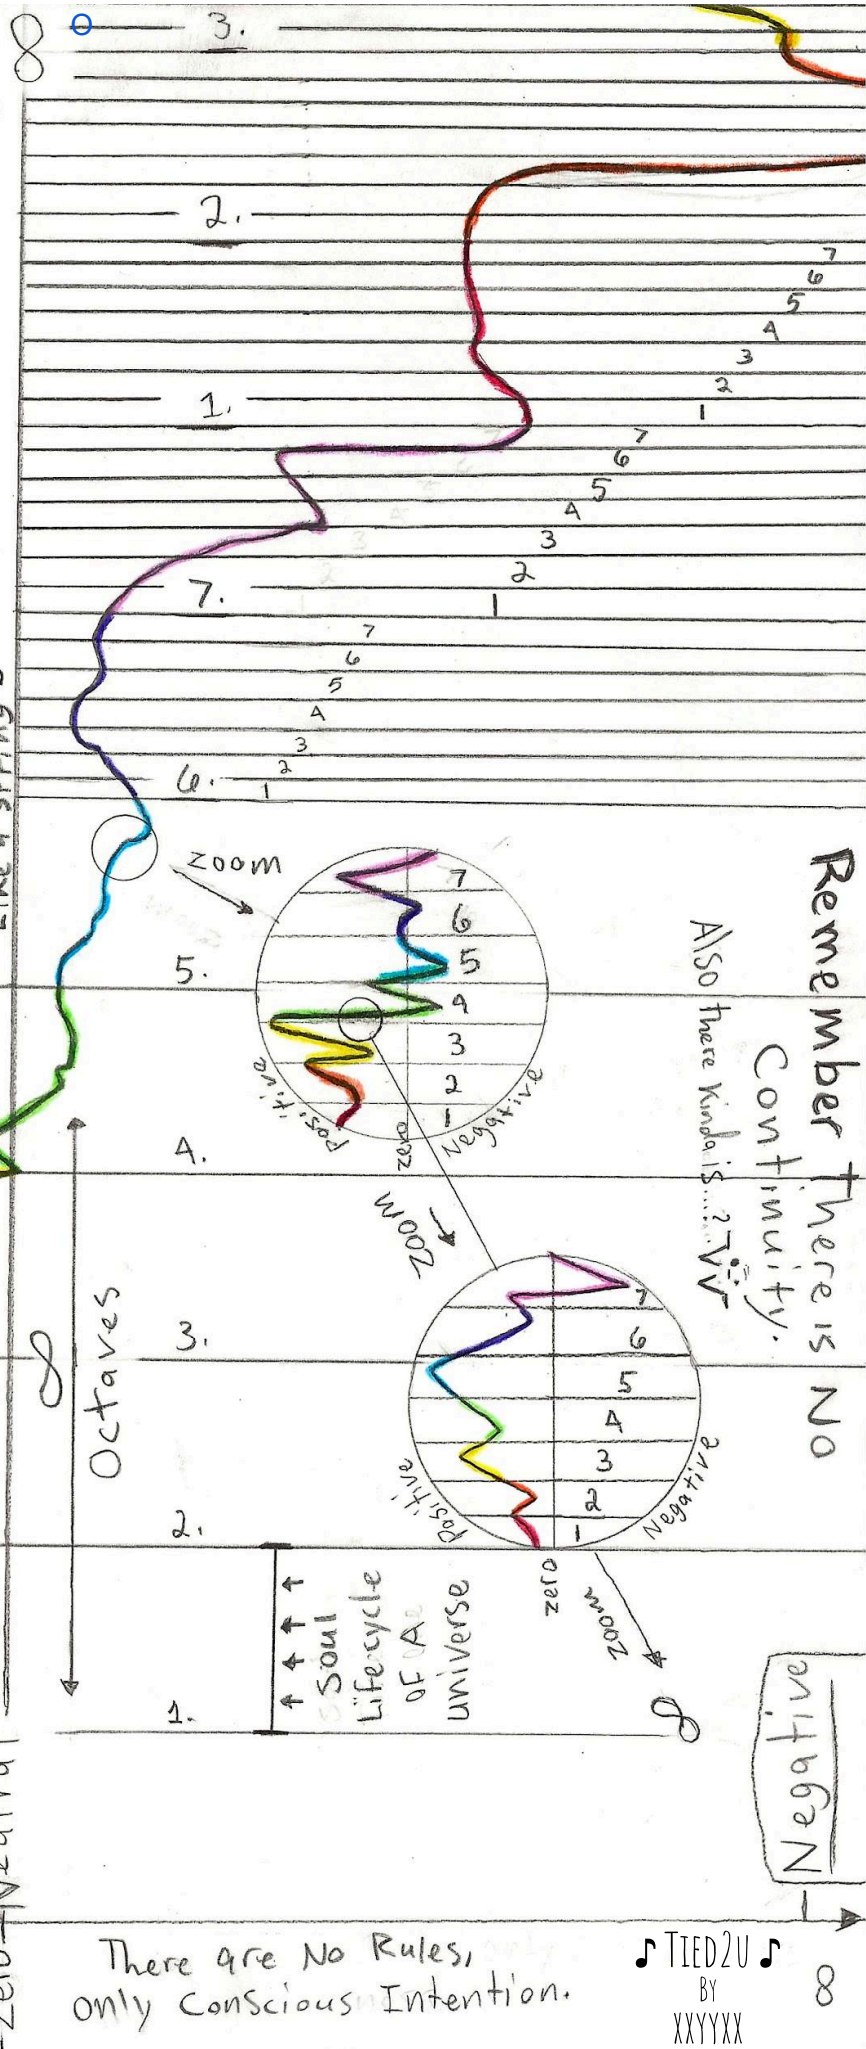 ∞
3.
2.
7
6
5
4
3
2
1
1.
7
6
5
4
3
2
1
7.
7
6
5
4
3
2
1
6.
zoom
5.
7
6
5
4
3
2
1
positive
zero
Negative
Remember there is No
Continuity.
Also there kinda is...?
4.
zoom
3.
∞
Octaves
7
6
5
4
3
2
1
Positive
zero
Negative
2.
zoom
∞
Soul
Lifecycle
of A
universe
1.
Negative
Zero - Neutral
There are No Rules,
only Conscious Intention.
♪ TIED2U ♪
BY
XXYYXX
8